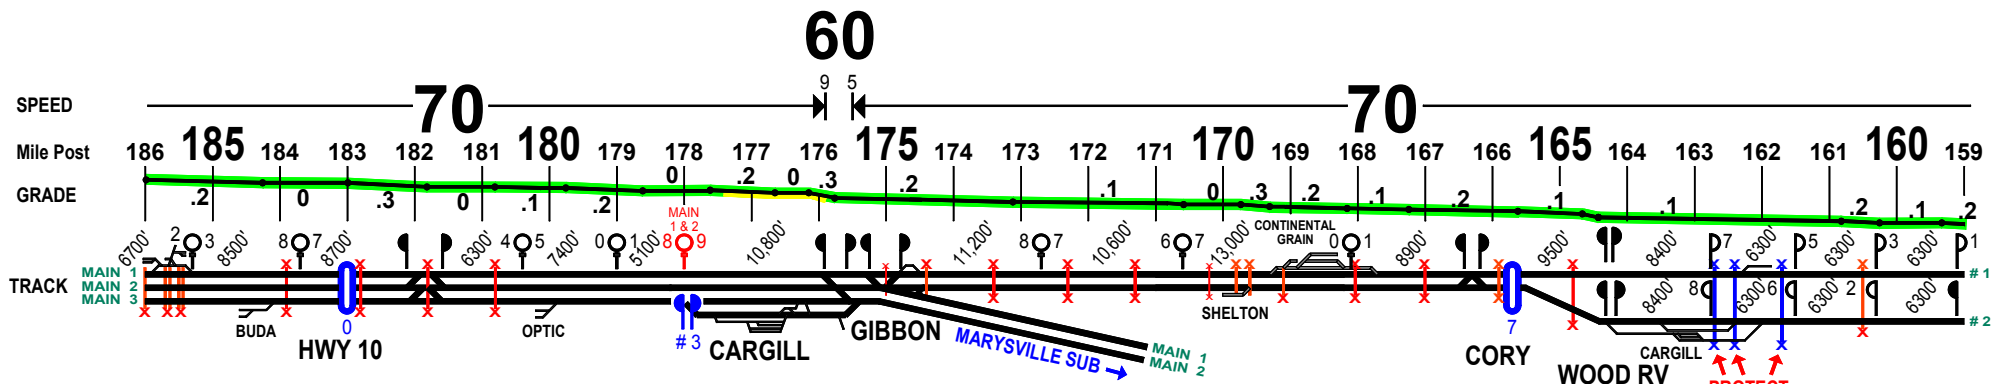 60
9 5
SPEED 70 70
Mile Post 186 185 184 183 182 181 180 179 178 177 176 175 174 173 172 171 170 169 168 167 166 165 164 163 162 161 160 159
GRADE .2 0 .3 0 .1 .2 0 .2 0 .3 .2 .1 0 .3 .2 .1 .2 .1 .1 .2 .1 .2
MAIN
1 & 2
CONTINENTAL
GRAIN
6700' 2 3 8500' 8 7 8700' 6300' 4 5 7400' 0 1 5100' 8 9 10,800' 11,200' 8 7 10,600' 6 7 13,000' 0 1 8900' 9500' 8400' 7 6300' 5 6300' 3 6300' 1
MAIN 1 # 1
TRACK MAIN 2
MAIN 3
8400' 8 6300' 6 6300' 2 6300'
SHELTON
BUDA 0 OPTIC # 3 GIBBON 7 # 2
HWY 10 CARGILL MARYSVILLE SUB MAIN 1
MAIN 2
CORY CARGILL
WOOD RV PROTECT